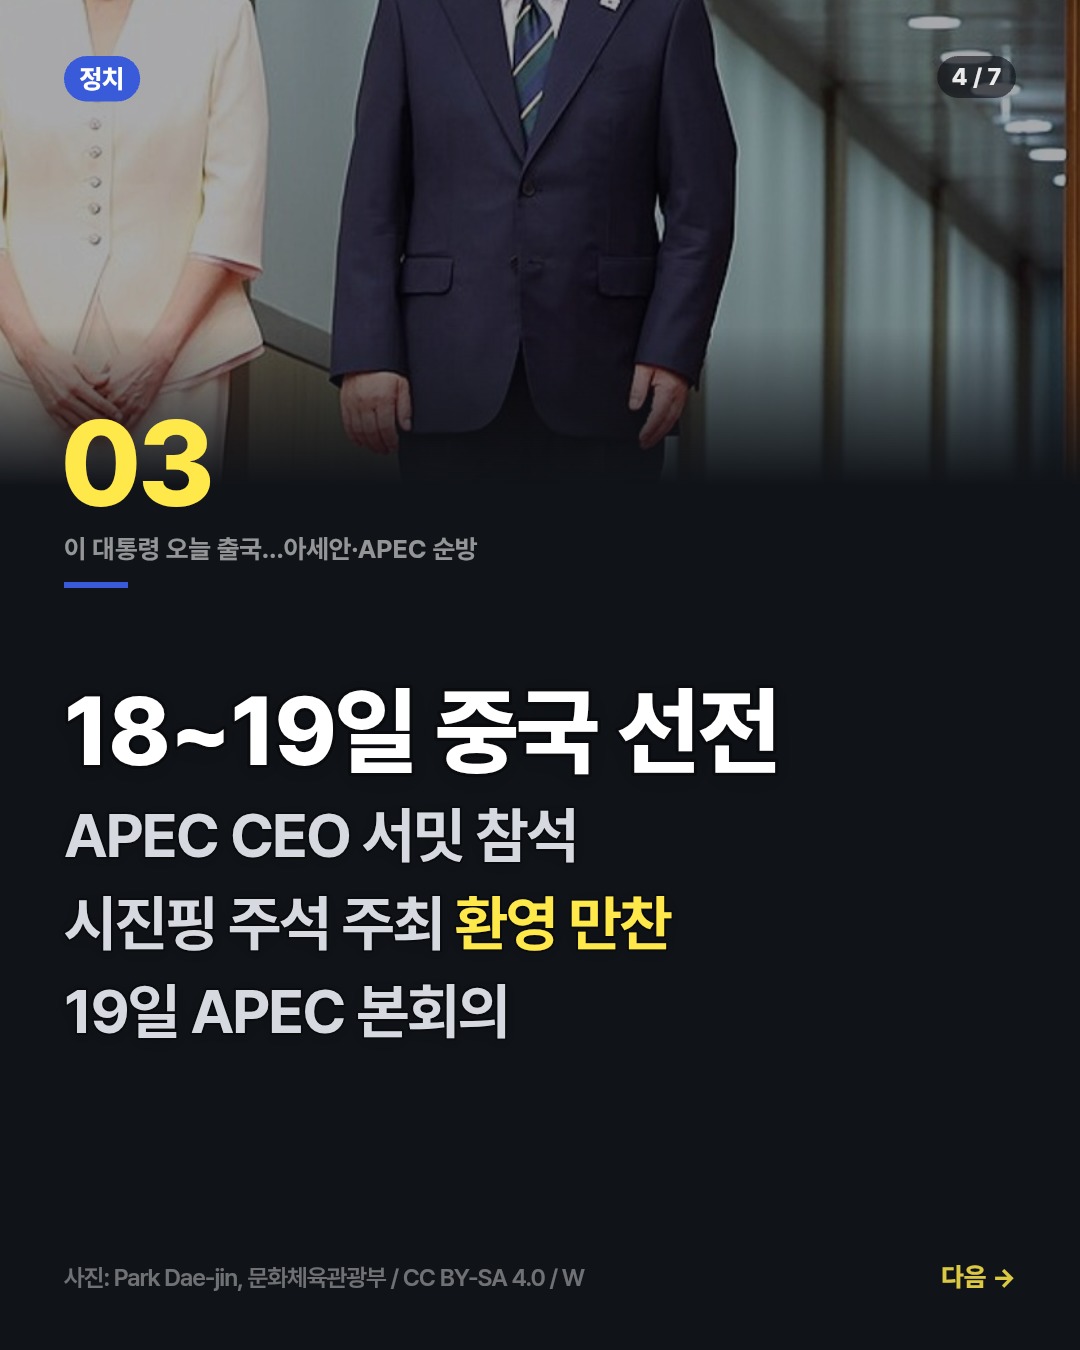 정치
4 / 7
03
이 대통령 오늘 출국...아세안·APEC 순방
18~19일 중국 선전
APEC CEO 서밋 참석
시진핑 주석 주최 환영 만찬
19일 APEC 본회의
사진: Park Dae-jin, 문화체육관광부 / CC BY-SA 4.0 / W
다음 →